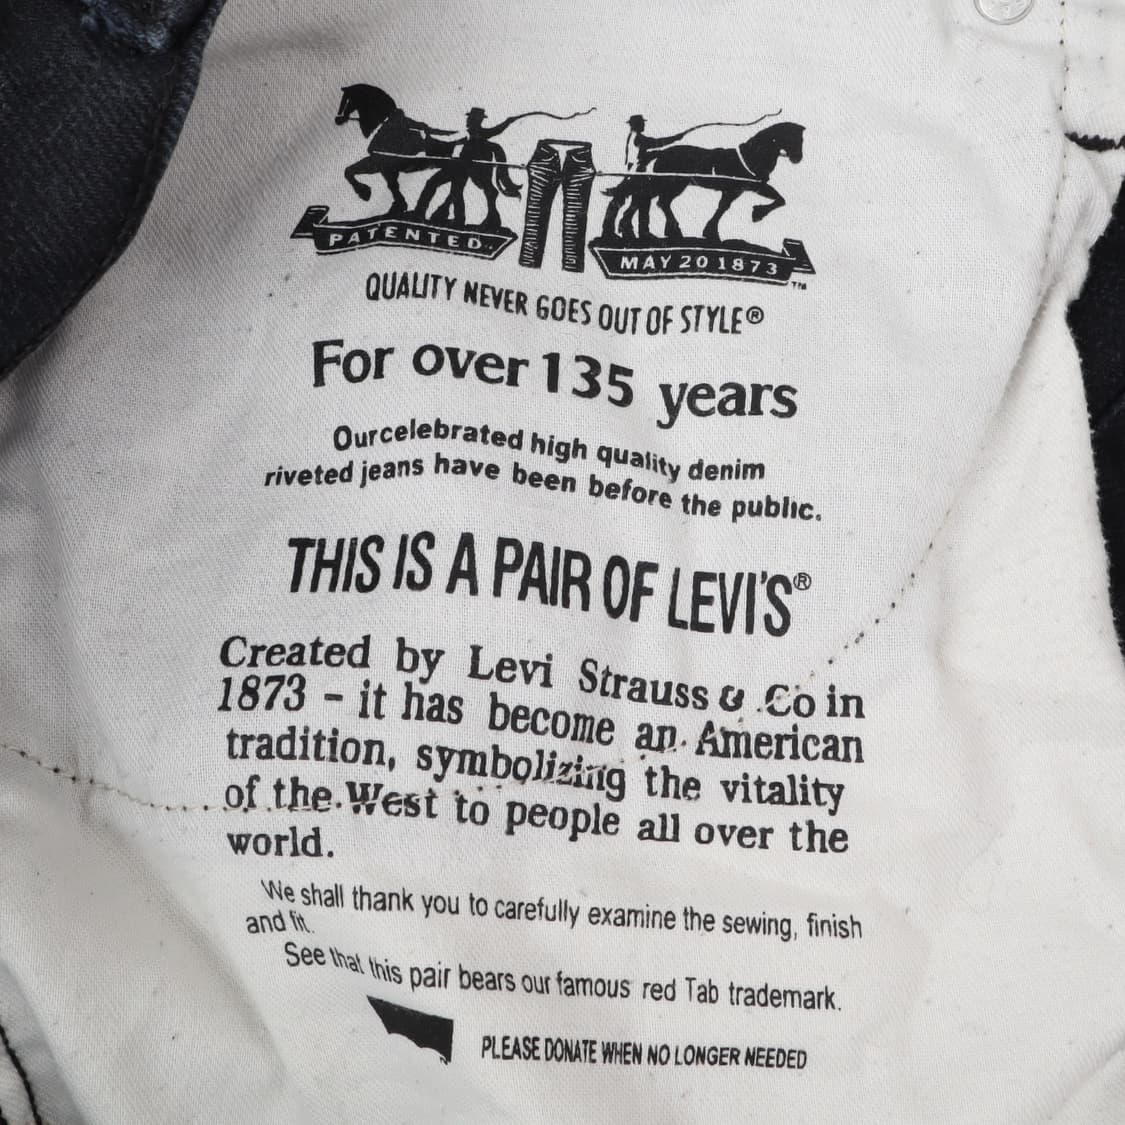 PATENTED
MAY 20 1873
TM
QUALITY NEVER GOES OUT OF STYLE®
For over 135 years
Ourcelebrated high quality denim
riveted jeans have been before the public.
THIS IS A PAIR OF LEVI'S®
Created by Levi Strauss & Co in
1873 - it has become an American
tradition, symbolizing the vitality
of the West to people all over the
world.
We shall thank you to carefully examine the sewing, finish
and fit.
See that this pair bears our famous red Tab trademark.
PLEASE DONATE WHEN NO LONGER NEEDED